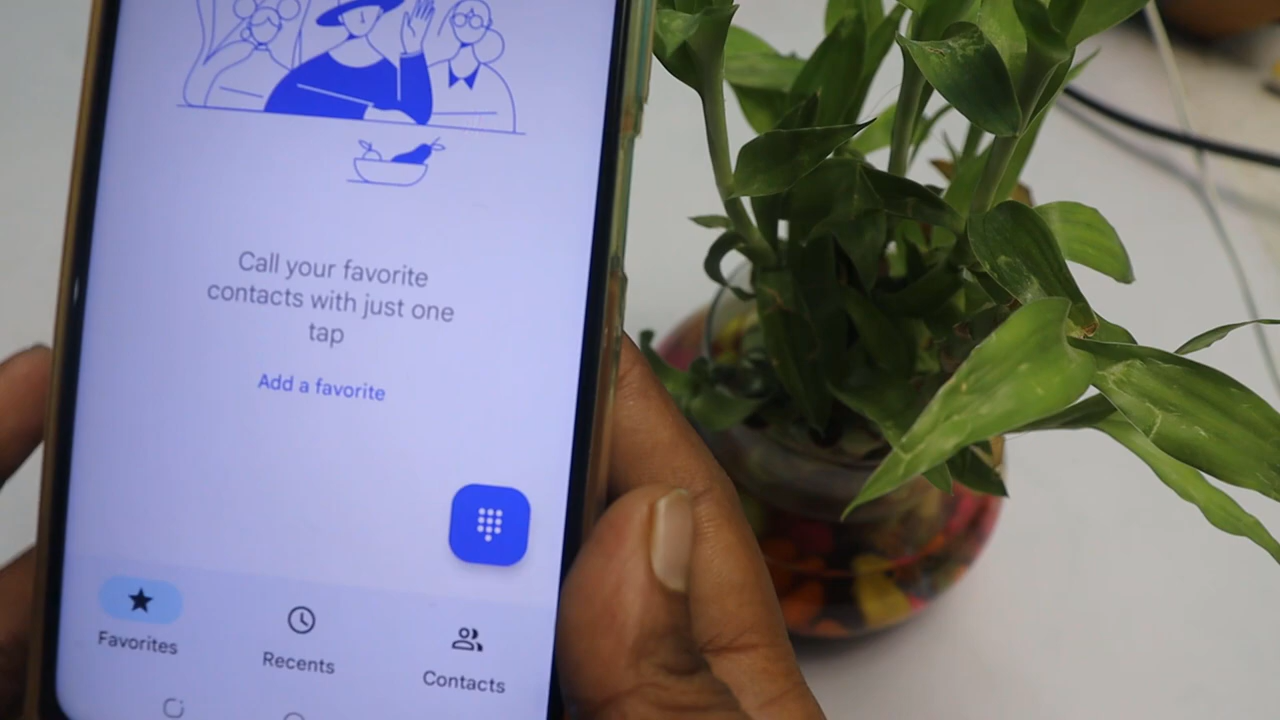 Call your favorite
contacts with just one
tap
Add a favorite
Favorites
Recents
Contacts